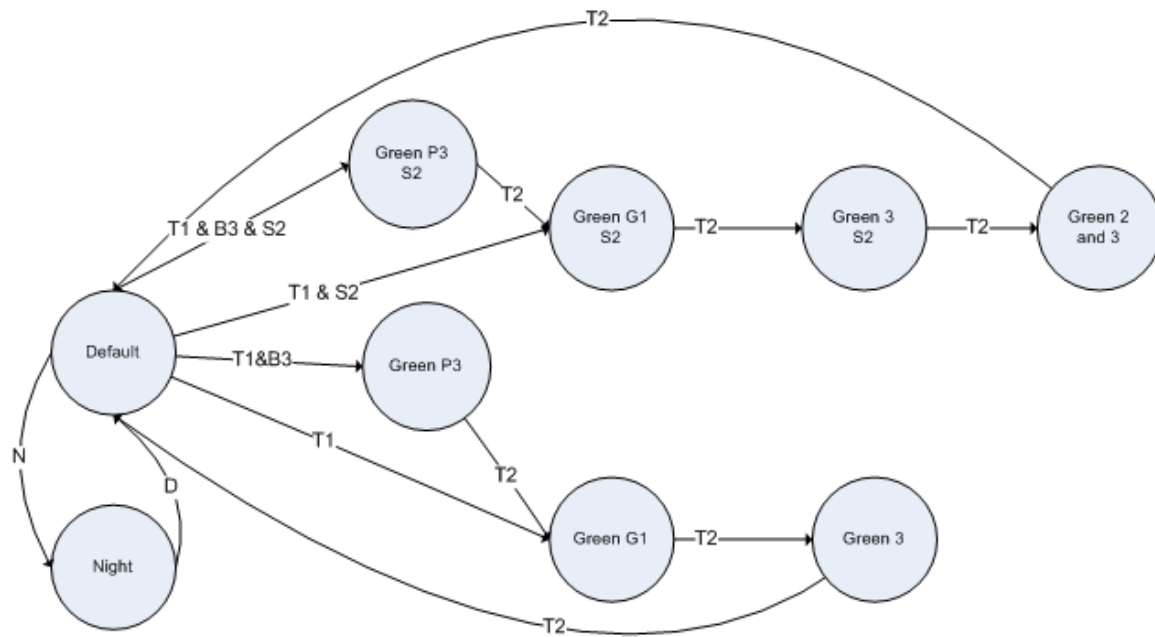 T2
Green P3
S2
T2
T1 & B3 & S2
Green G1
S2
T2
Green 3
S2
T2
Green 2
and 3
T1 & S2
Default
T1&B3
Green P3
T1
N
T2
D
Green G1
T2
Green 3
Night
T2